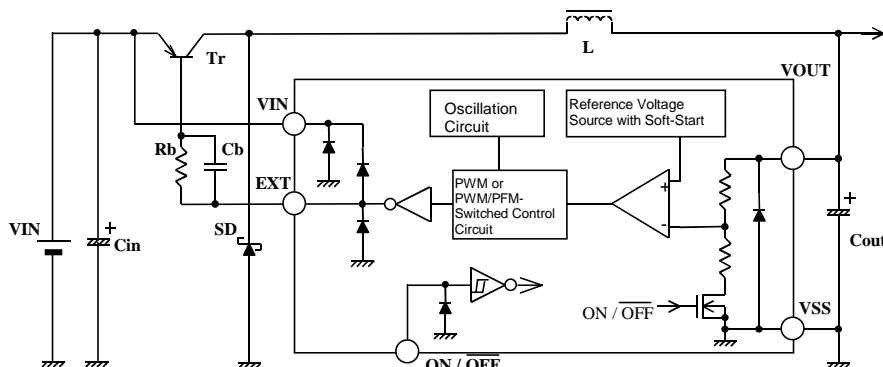 Tr
L
VOUT
VIN
Oscillation
Circuit
Reference Voltage
Source with Soft-Start
Rb
Cb
EXT
PWM or
PWM/PFM-
Switched Control
Circuit
+
-
VIN
+
Cin
SD
+
Cout
ON / OFF
VSS
ON / OFF